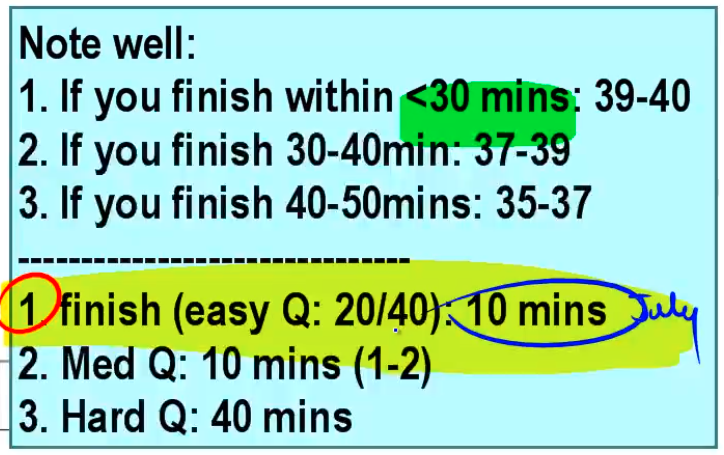 Note well:
1. If you finish within <30 mins: 39-40
2. If you finish 30-40min: 37-39
3. If you finish 40-50mins: 35-37
--------------------------------
1. finish (easy Q: 20/40): 10 mins July
2. Med Q: 10 mins (1-2)
3. Hard Q: 40 mins